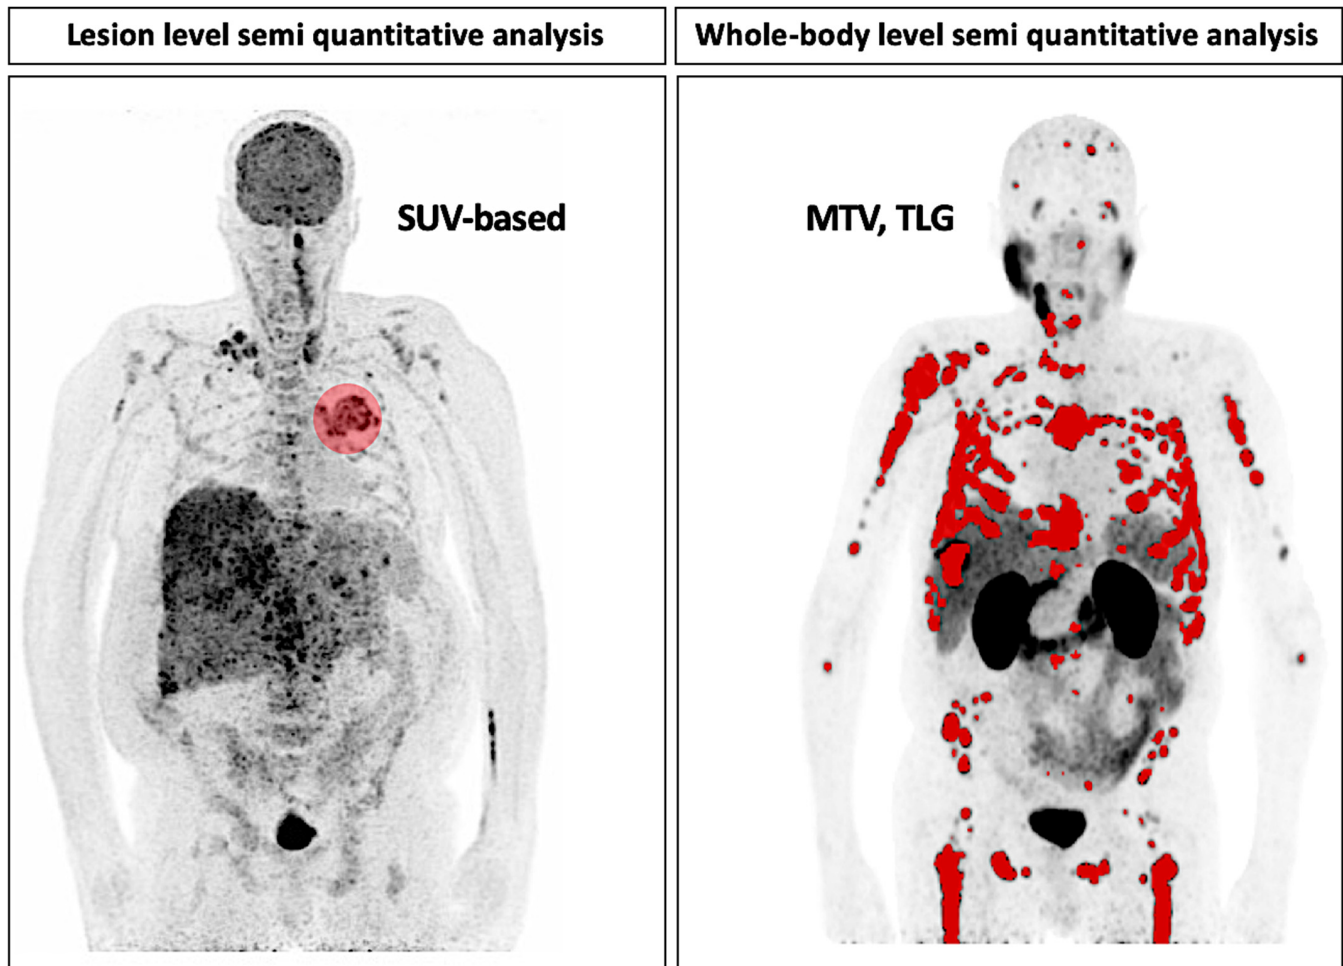 Lesion level semi quantitative analysis
Whole-body level semi quantitative analysis
SUV-based
MTV, TLG